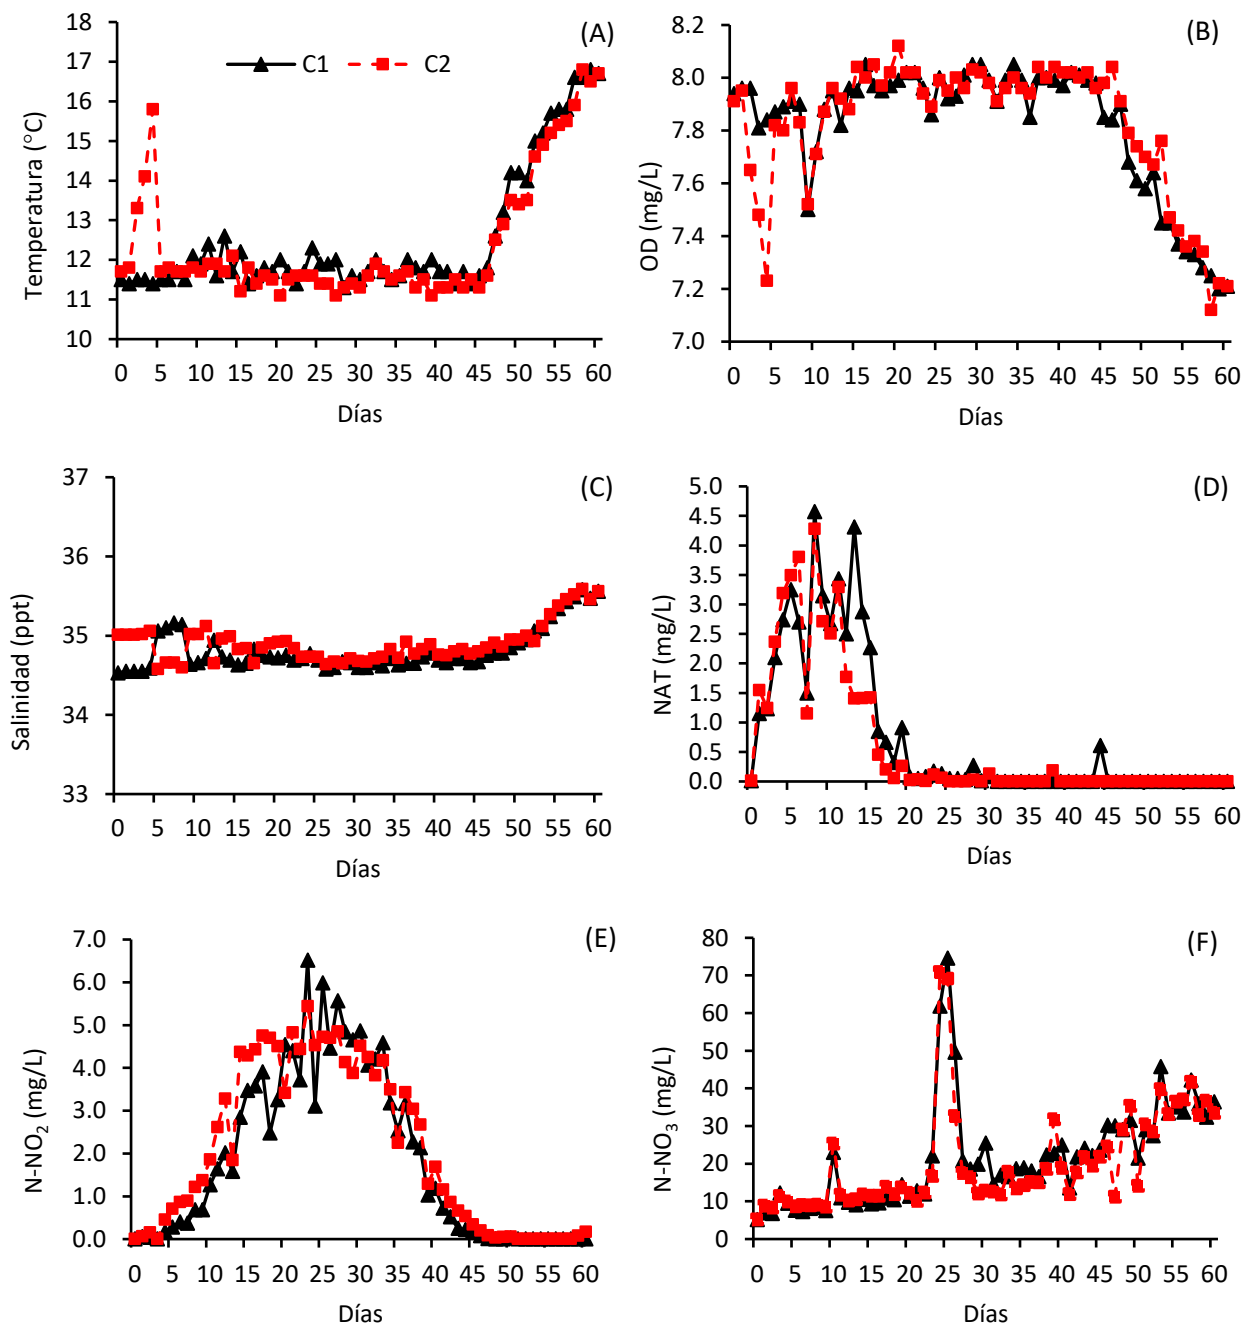 (A)
C1 C2
Temperatura (°C)
18
17
16
15
14
13
12
11
10
0 5 10 15 20 25 30 35 40 45 50 55 60
Días
(B)
OD (mg/L)
8.2
8.0
7.8
7.6
7.4
7.2
7.0
0 5 10 15 20 25 30 35 40 45 50 55 60
Días
(C)
Salinidad (ppt)
37
36
35
34
33
0 5 10 15 20 25 30 35 40 45 50 55 60
Días
(D)
NAT (mg/L)
5.0
4.5
4.0
3.5
3.0
2.5
2.0
1.5
1.0
0.5
0.0
0 5 10 15 20 25 30 35 40 45 50 55 60
Días
(E)
N-NO₂ (mg/L)
7.0
6.0
5.0
4.0
3.0
2.0
1.0
0.0
0 5 10 15 20 25 30 35 40 45 50 55 60
Días
(F)
N-NO₃ (mg/L)
80
70
60
50
40
30
20
10
0
0 5 10 15 20 25 30 35 40 45 50 55 60
Días